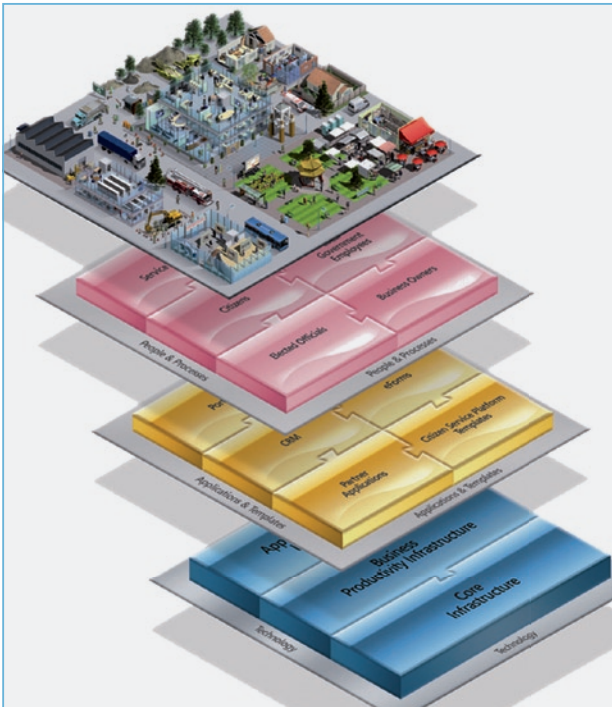 Government
Employees
Service
Citizens
Business Owners
Elected Officials
People & Processes
People & Processes
eForms
CRM
Citizen Service Platform
Templates
Partner
Applications
Applications & Templates
Applications & Templates
Business
Productivity Infrastructure
Core
Infrastructure
Technology
Technology